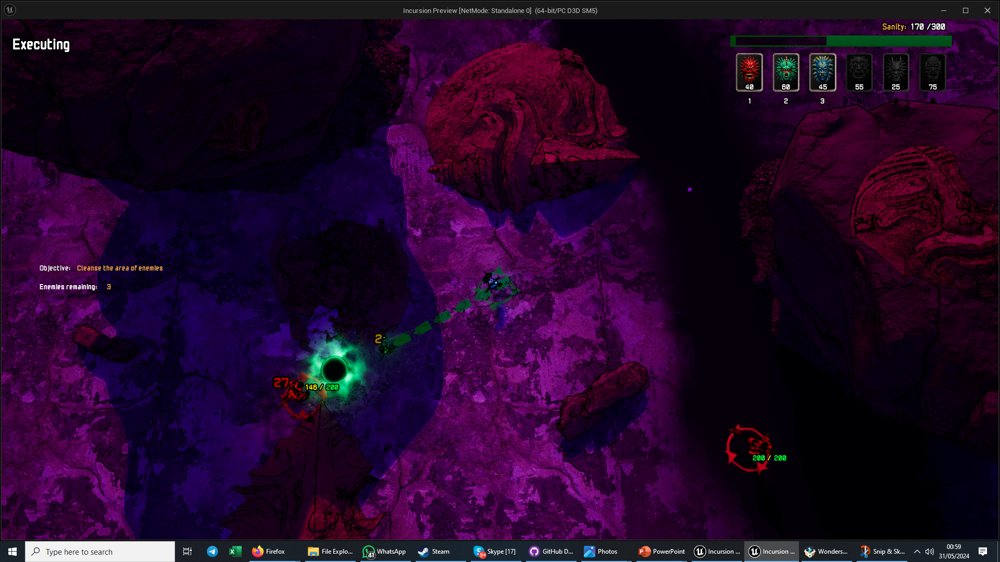 Incursion Preview [NetMode: Standalone 0] (64-bit/PC D3D SM5)
Sanity: 170 /300
Executing
40 60 45 55 25 75
1 2 3
Objective: Cleanse the area of enemies
Enemies remaining: 3
2
27
146 / 200
200 / 200
Type here to search
Firefox
File Explo...
41
WhatsApp
Steam
9+
Skype [17]
GitHub D...
Photos
PowerPoint
Incursion ...
Incursion ...
Wonders...
Snip & Sk...
00:59
31/05/2024